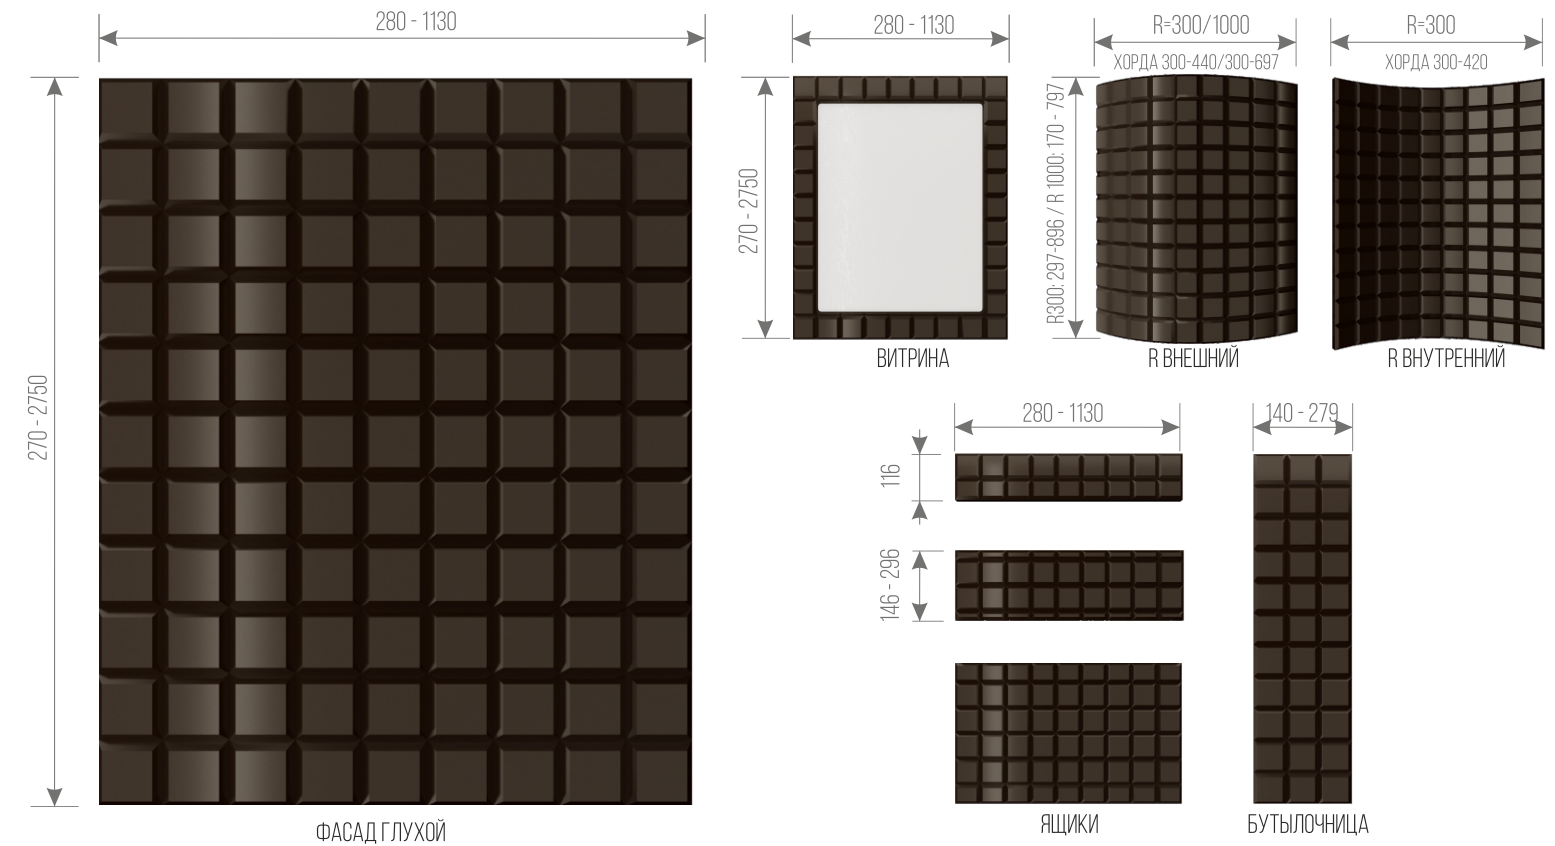 280 - 1130
270 - 2750
ФАСАД ГЛУХОЙ
280 - 1130
270 - 2750
ВИТРИНА
R=300/1000
ХОРДА 300-440/300-697
R300: 297-896 / R 1000: 170 - 797
R ВНЕШНИЙ
R=300
ХОРДА 300-420
R ВНУТРЕННИЙ
280 - 1130
116
146 - 296
ЯЩИКИ
140 - 279
БУТЫЛОЧНИЦА